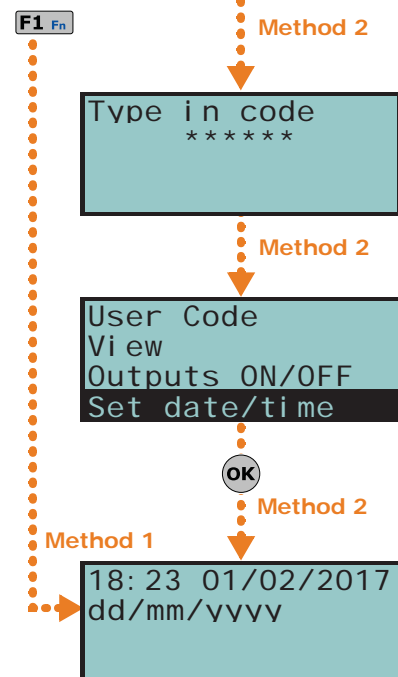 F1 Fn
Method 2
Type in code
******
Method 2
User Code
View
Outputs ON/OFF
Set date/time
OK
Method 2
Method 1
18:23 01/02/2017
dd/mm/yyyy